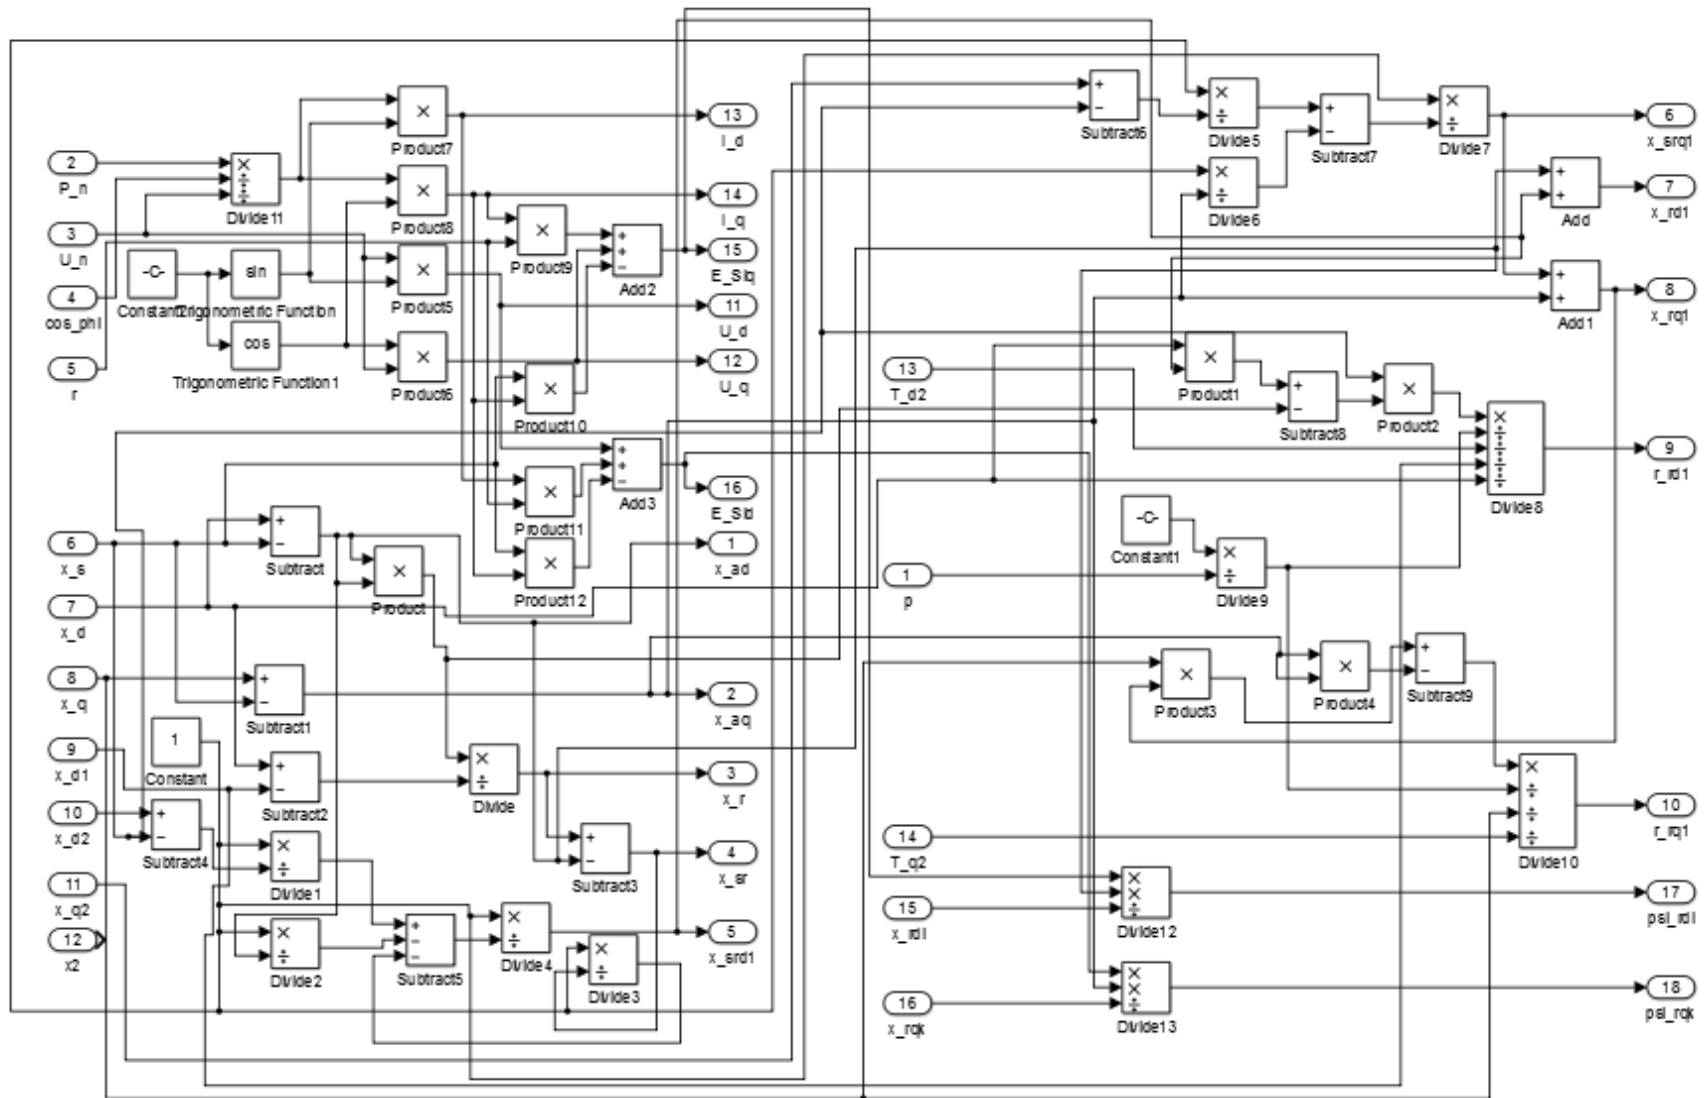 2
P_n
3
U_n
4
cos_phi
5
r
6
x_s
7
x_d
8
x_q
9
x_d1
10
x_d2
11
x_q2
12
x2
Divide11
-C-
sin
Trigonometric Function
cos
Trigonometric Function1
×
Product7
×
Product8
×
Product5
×
Product6
×
Product9
×
Product10
×
Product11
×
Product12
Add2
Add3
Subtract
×
Product
Subtract1
1
Constant
Subtract2
Subtract4
Divide
Divide1
Divide2
Subtract3
Subtract5
Divide4
Divide3
13
I_d
14
I_q
15
E_Slq
11
U_d
12
U_q
16
E_Sld
1
x_ad
2
x_aq
3
x_r
4
x_sr
5
x_srd1
Subtract6
Divide5
Divide6
Subtract7
Divide7
Add
Add1
×
Product1
Subtract8
×
Product2
Divide8
13
T_d2
-C-
Constant1
1
p
Divide9
×
Product3
×
Product4
Subtract9
Divide10
14
T_q2
15
x_rdl
16
x_rqk
Divide12
Divide13
6
x_srq1
7
x_rd1
8
x_rq1
9
r_rd1
10
r_rq1
17
psi_rdl
18
psi_rqk